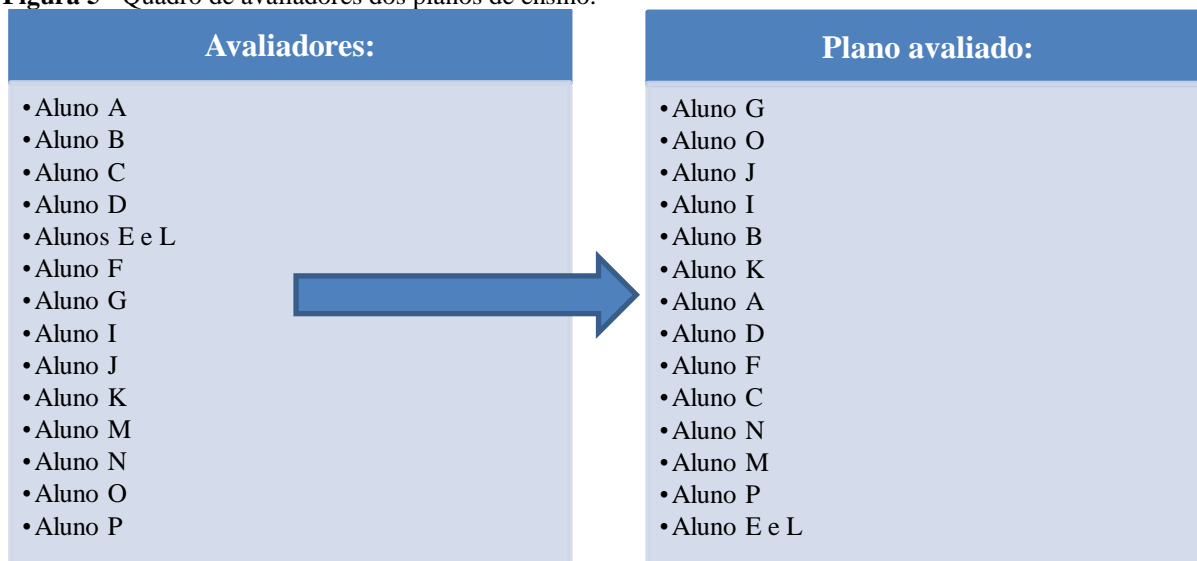 Figura 5 - Quadro de avaliadores dos planos de ensino.
Avaliadores:
• Aluno A
• Aluno B
• Aluno C
• Aluno D
• Alunos E e L
• Aluno F
• Aluno G
• Aluno I
• Aluno J
• Aluno K
• Aluno M
• Aluno N
• Aluno O
• Aluno P
Plano avaliado:
• Aluno G
• Aluno O
• Aluno J
• Aluno I
• Aluno B
• Aluno K
• Aluno A
• Aluno D
• Aluno F
• Aluno C
• Aluno N
• Aluno M
• Aluno P
• Aluno E e L